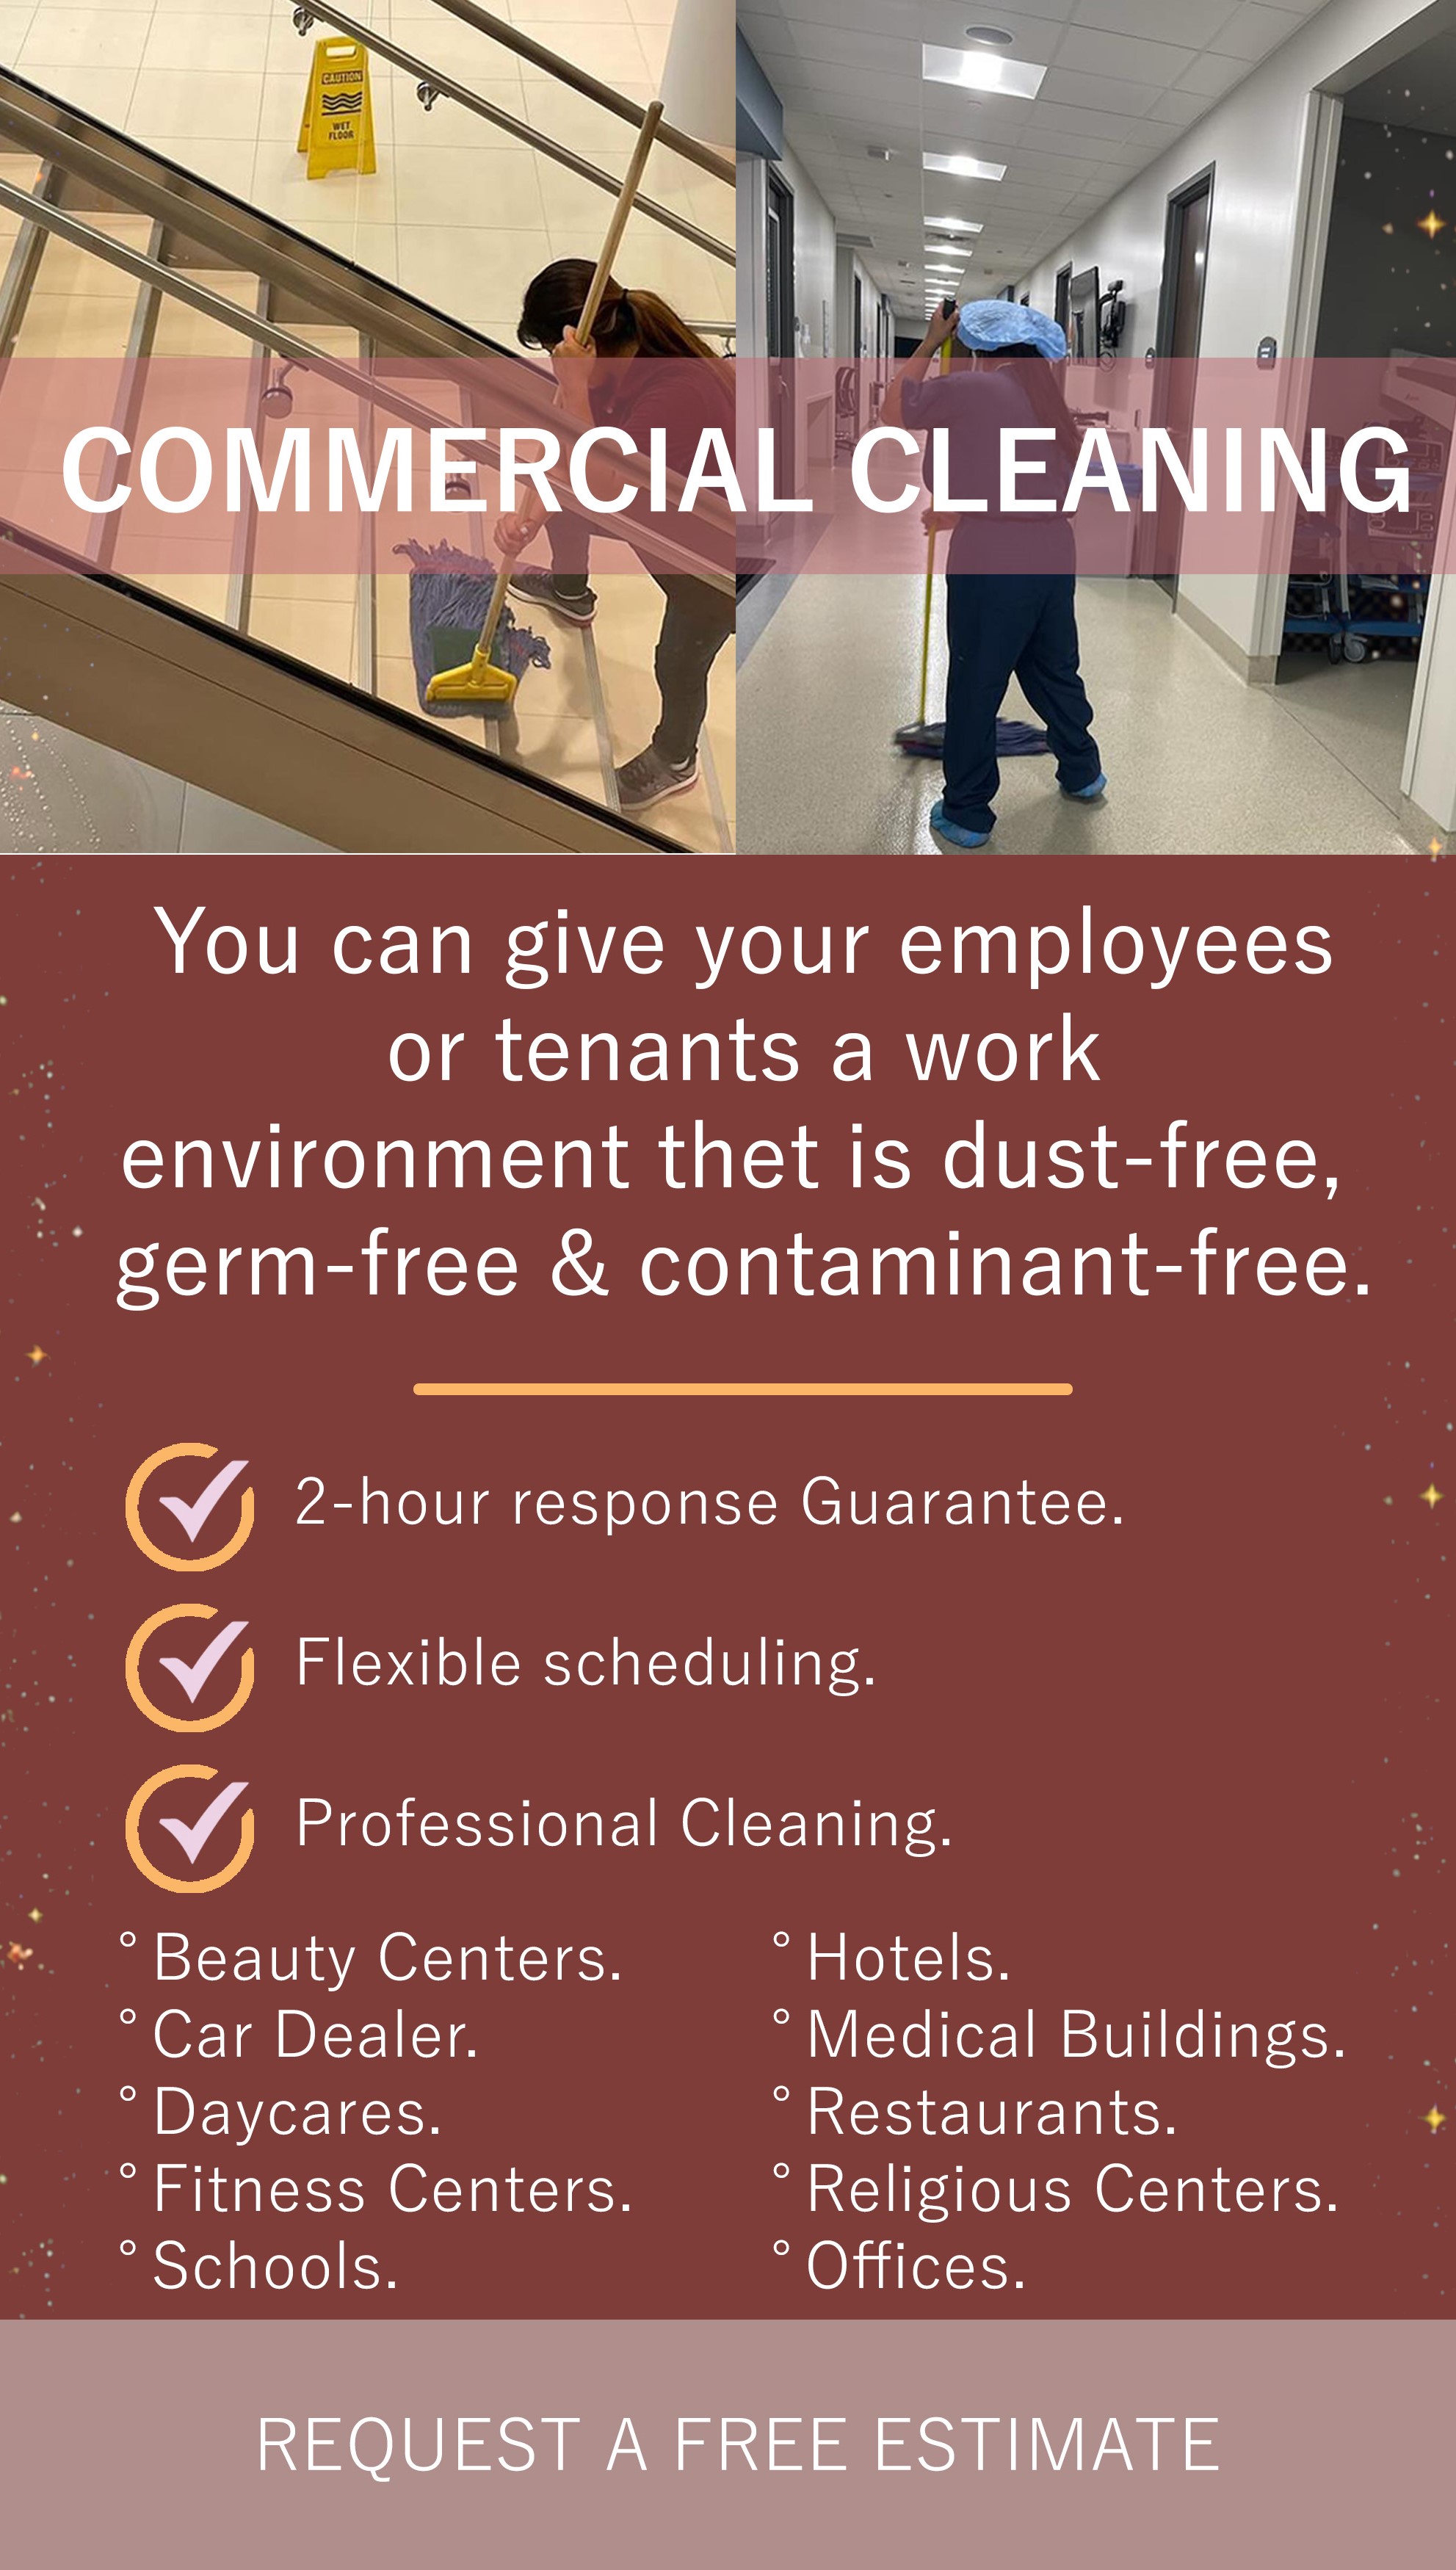 CAUTION
WET
FLOOR
COMMERCIAL CLEANING
You can give your employees
or tenants a work
environment thet is dust-free,
germ-free & contaminant-free.
2-hour response Guarantee.
Flexible scheduling.
Professional Cleaning.
° Beauty Centers.
° Car Dealer.
° Daycares.
° Fitness Centers.
° Schools.
° Hotels.
° Medical Buildings.
° Restaurants.
° Religious Centers.
° Offices.
REQUEST A FREE ESTIMATE